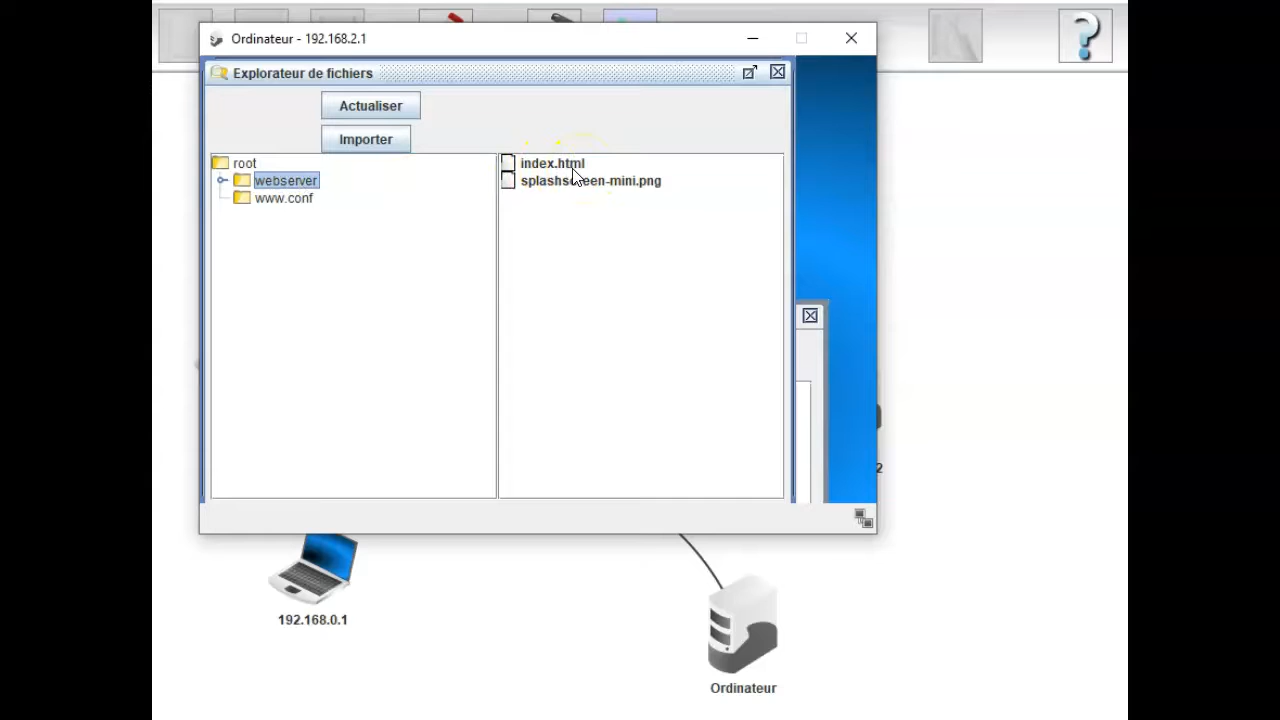 Ordinateur - 192.168.2.1
Explorateur de fichiers
Actualiser
Importer
root
webserver
www.conf
index.html
splashscreen-mini.png
2
192.168.0.1
Ordinateur